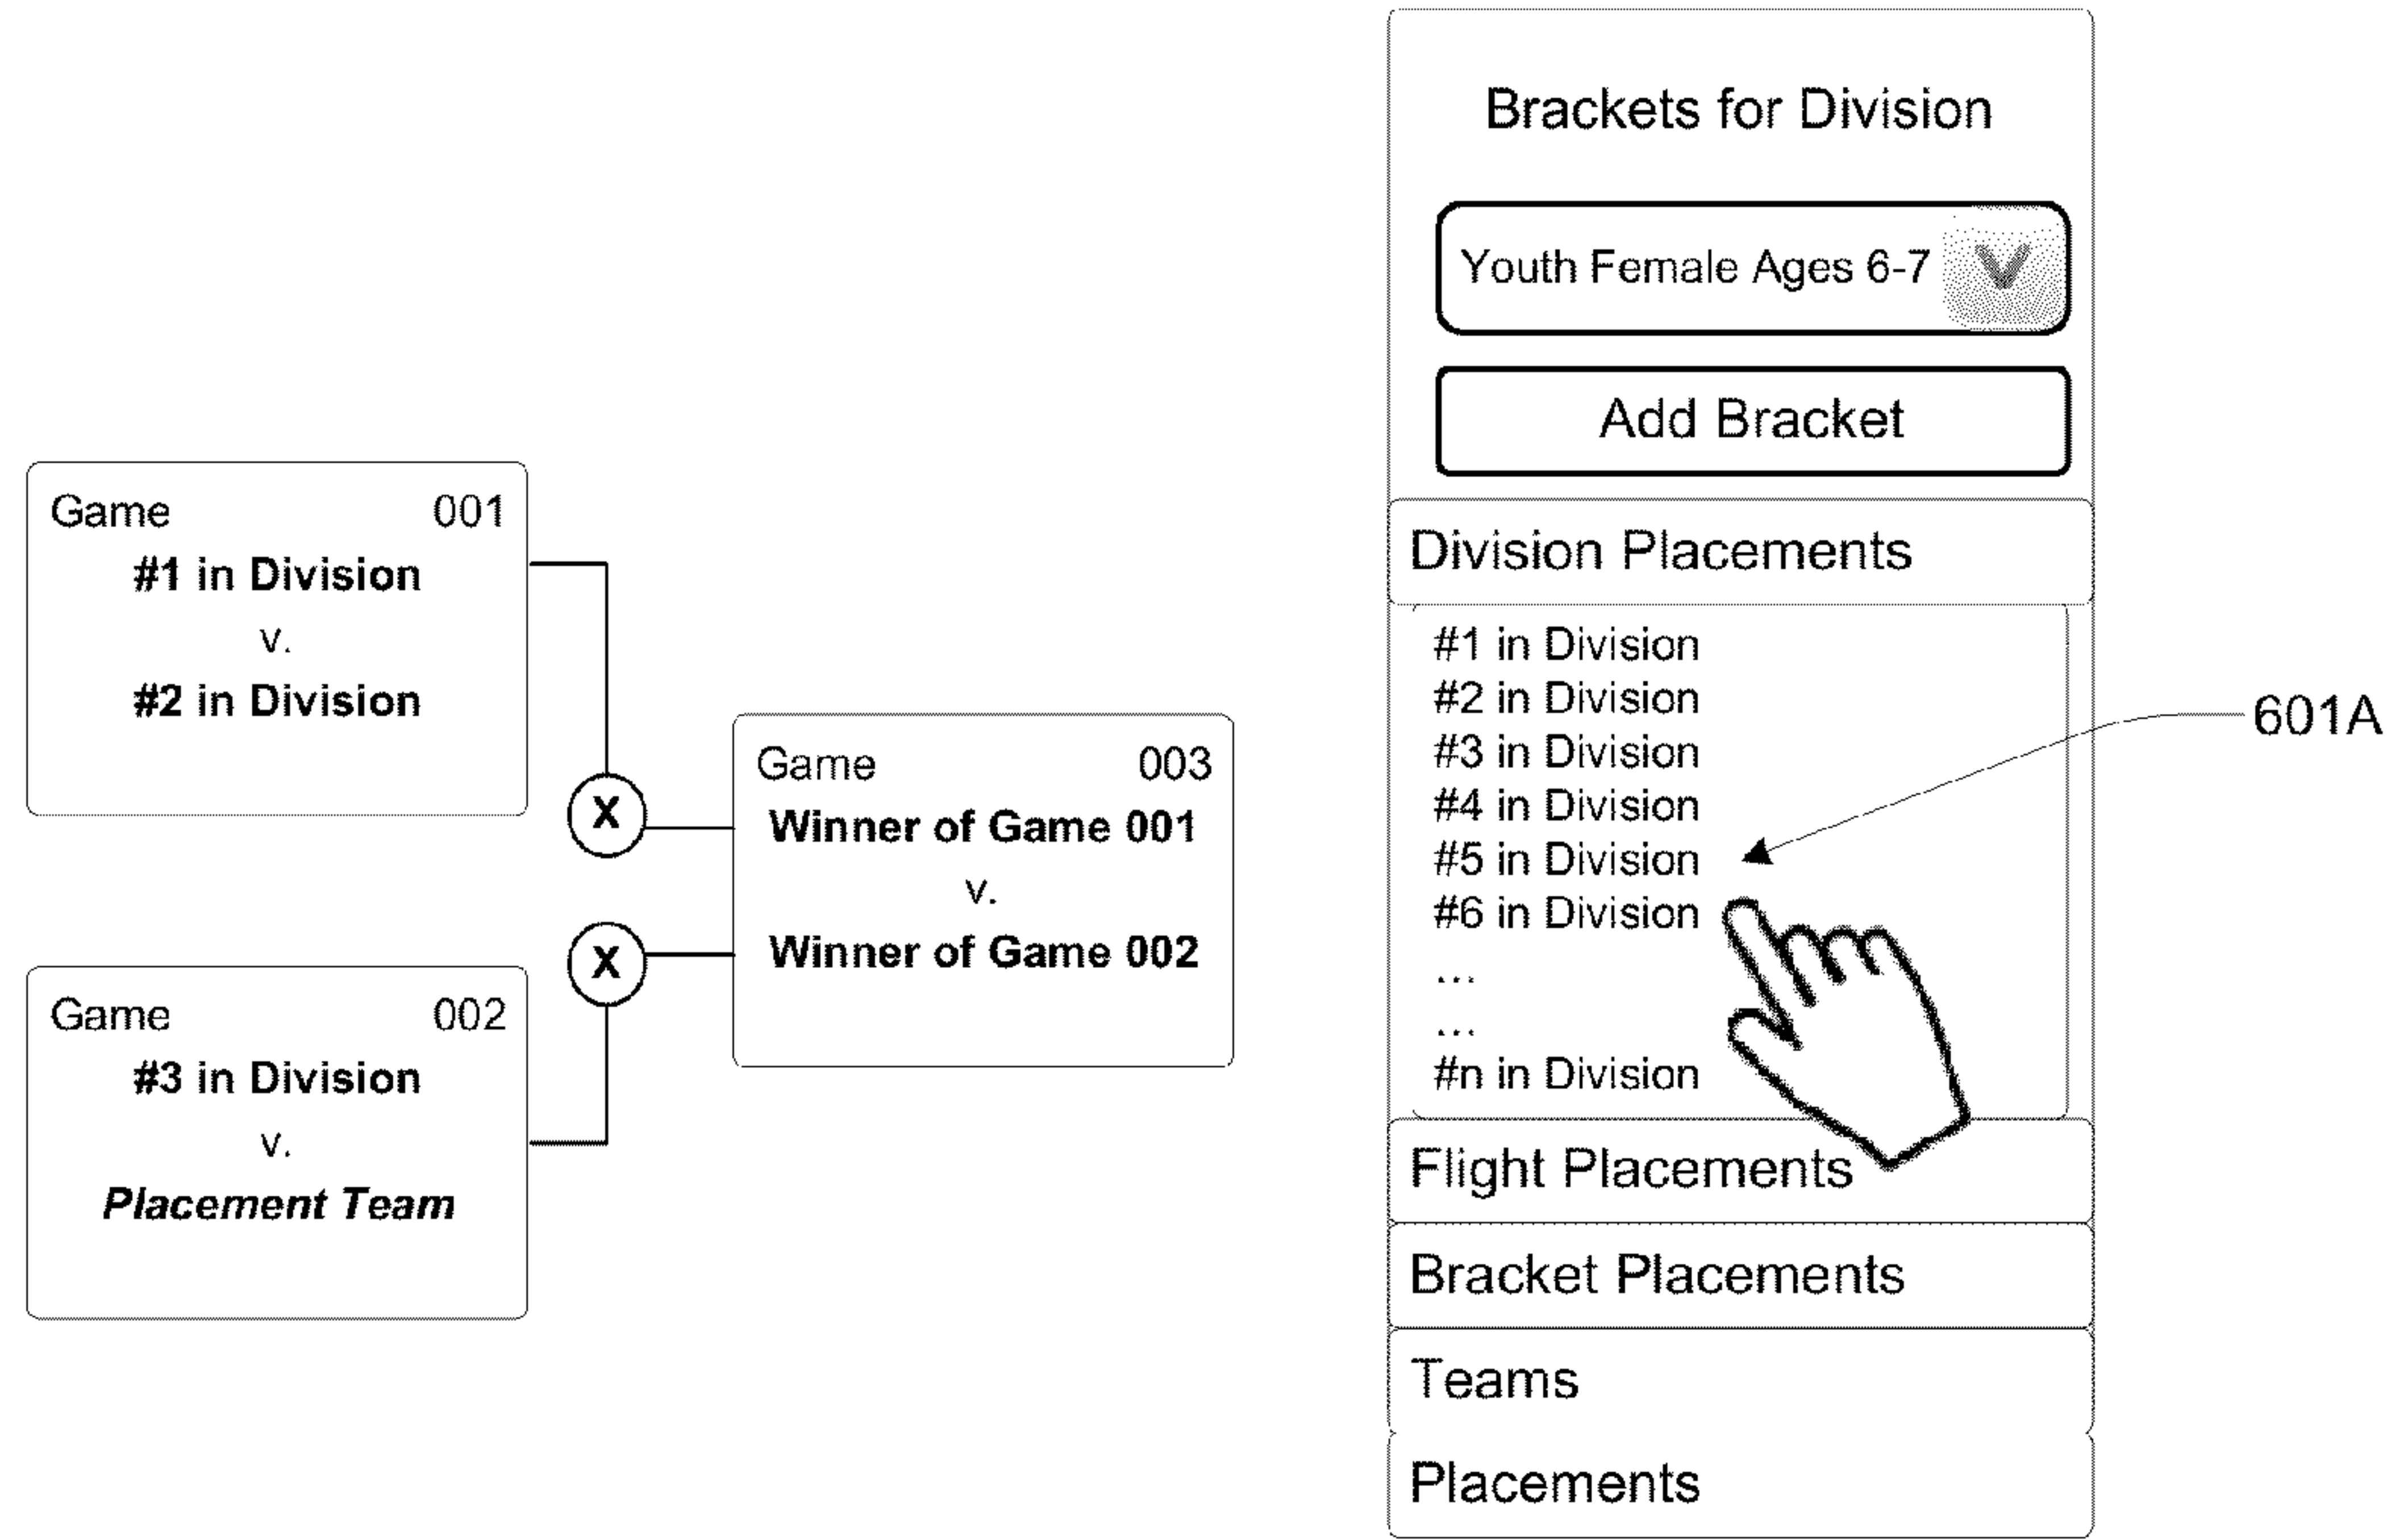 Game 001
#1 in Division
v.
#2 in Division
Game 002
#3 in Division
v.
Placement Team
X
X
Game 003
Winner of Game 001
v.
Winner of Game 002
Brackets for Division
Youth Female Ages 6-7 V
Add Bracket
Division Placements
#1 in Division
#2 in Division
#3 in Division
#4 in Division
#5 in Division
#6 in Division
...
...
#n in Division
Flight Placements
Bracket Placements
Teams
Placements
601A